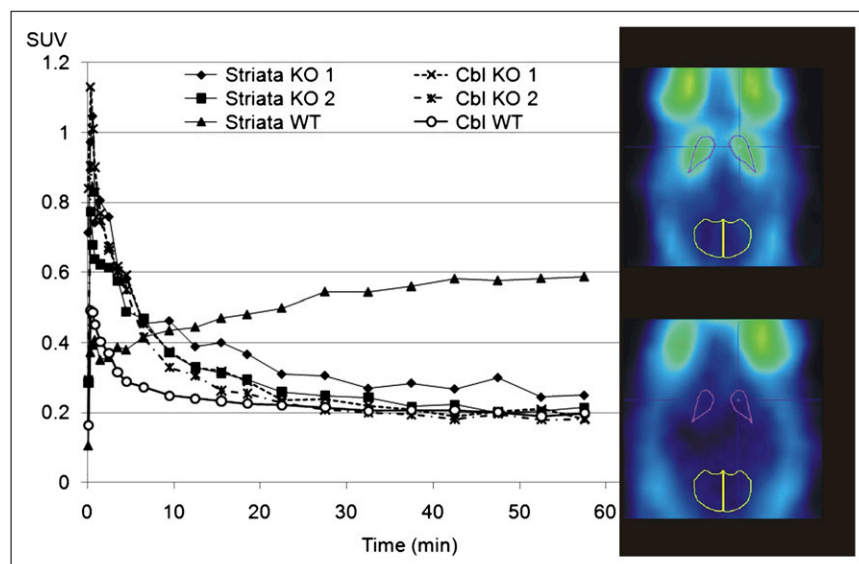 SUV
1.2
Striata KO 1
Cbl KO 1
Striata KO 2
Cbl KO 2
Striata WT
Cbl WT
1
0.8
0.6
0.4
0.2
0
0 10 20 30 40 50 60
Time (min)